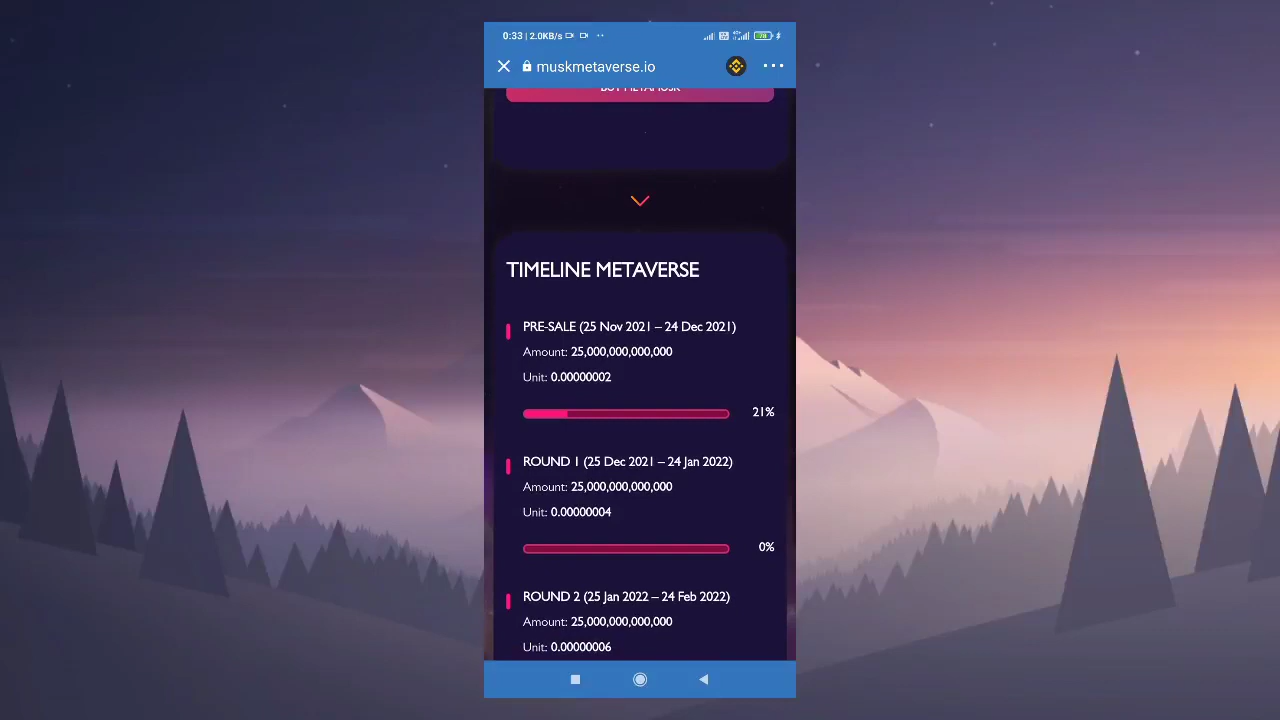 0:33 | 2.0KB/s
78
muskmetaverse.io
BUY METAMUSK
TIMELINE METAVERSE
PRE-SALE (25 Nov 2021 – 24 Dec 2021)
Amount: 25,000,000,000,000
Unit: 0.00000002
21%
ROUND 1 (25 Dec 2021 – 24 Jan 2022)
Amount: 25,000,000,000,000
Unit: 0.00000004
0%
ROUND 2 (25 Jan 2022 – 24 Feb 2022)
Amount: 25,000,000,000,000
Unit: 0.00000006